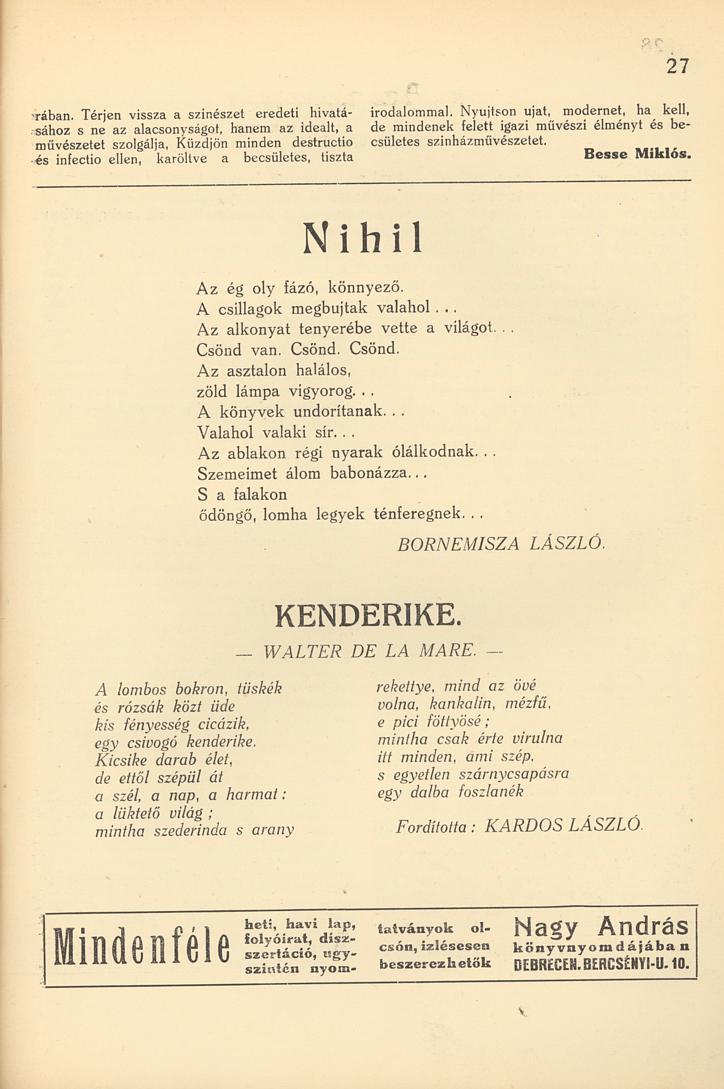 27
rában. Térjen vissza a szinészet eredeti hivatá-
sához s ne az alacsonyságot, hanem az idealt, a
művészetet szolgálja, Küzdjön minden destructio
és infectio ellen, karöltve a becsületes, tiszta
irodalommal. Nyujtson ujat, modernet, ha kell,
de mindenek felett igazi művészi élményt és be-
csületes szinházművészetet.
Besse Miklós.
Nihil
Az ég oly fázó, könnyező.
A csillagok megbujtak valahol...
Az alkonyat tenyerébe vette a világot...
Csönd van. Csönd. Csönd.
Az asztalon halálos,
zöld lámpa vigyorog...
A könyvek undorítanak...
Valahol valaki sír...
Az ablakon régi nyarak ólálkodnak...
Szemeimet álom babonázza...
S a falakon
ődöngő, lomha legyek ténferegnek...
BORNEMISZA LÁSZLÓ.
KENDERIKE.
— WALTER DE LA MARE. —
A lombos bokron, tüskék
és rózsák közt üde
kis fényesség cicázik,
egy csivogó kenderike.
Kicsike darab élet,
de ettől szépül át
a szél, a nap, a harmat:
a lüktető világ;
mintha szederinda s arany
rekettye, mind az övé
volna, kankalin, mézfű,
e pici föttyösé;
mintha csak érte virulna
itt minden, ami szép,
s egyetlen szárnycsapásra
egy dalba foszlanék
Fordította: KARDOS LÁSZLÓ.
Mindenféle
heti, havi lap,
folyóirat, disz-
szertáció, ugy-
szintén nyom-
tatványok ol-
csón, izlésesen
beszerezhetők
Nagy András
könyvnyomdájában
DEBRECEN. BERCSÉNYI-U. 10.